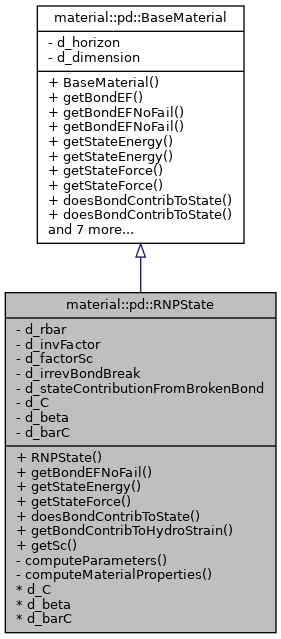 material::pd::BaseMaterial
- d_horizon
- d_dimension
+ BaseMaterial()
+ getBondEF()
+ getBondEFNoFail()
+ getBondEFNoFail()
+ getStateEnergy()
+ getStateEnergy()
+ getStateForce()
+ getStateForce()
+ doesBondContribToState()
+ doesBondContribToState()
and 7 more...
material::pd::RNPState
- d_rbar
- d_invFactor
- d_factorSc
- d_irrevBondBreak
- d_stateContributionFromBrokenBond
- d_C
- d_beta
- d_barC
+ RNPState()
+ getBondEFNoFail()
+ getStateEnergy()
+ getStateForce()
+ doesBondContribToState()
+ getBondContribToHydroStrain()
+ getSc()
- computeParameters()
- computeMaterialProperties()
* d_C
* d_beta
* d_barC